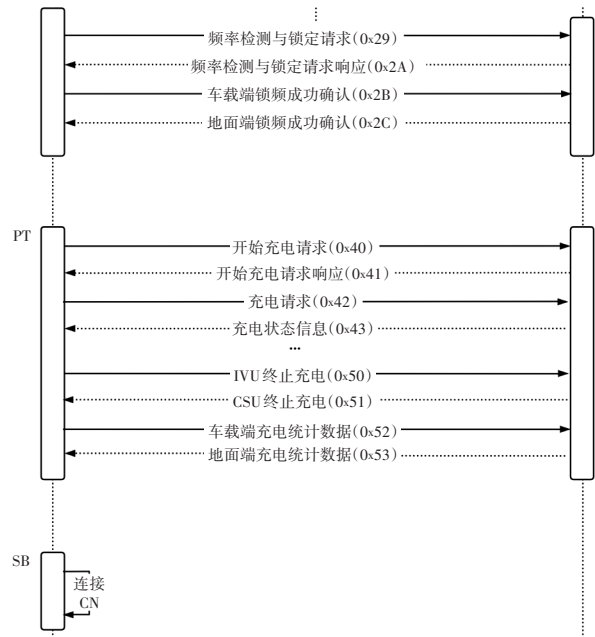 频率检测与锁定请求(0x29)
频率检测与锁定请求响应(0x2A)
车载端锁频成功确认(0x2B)
地面端锁频成功确认(0x2C)
PT
开始充电请求(0x40)
开始充电请求响应(0x41)
充电请求(0x42)
充电状态信息(0x43)
...
IVU终止充电(0x50)
CSU终止充电(0x51)
车载端充电统计数据(0x52)
地面端充电统计数据(0x53)
SB
连接
CN